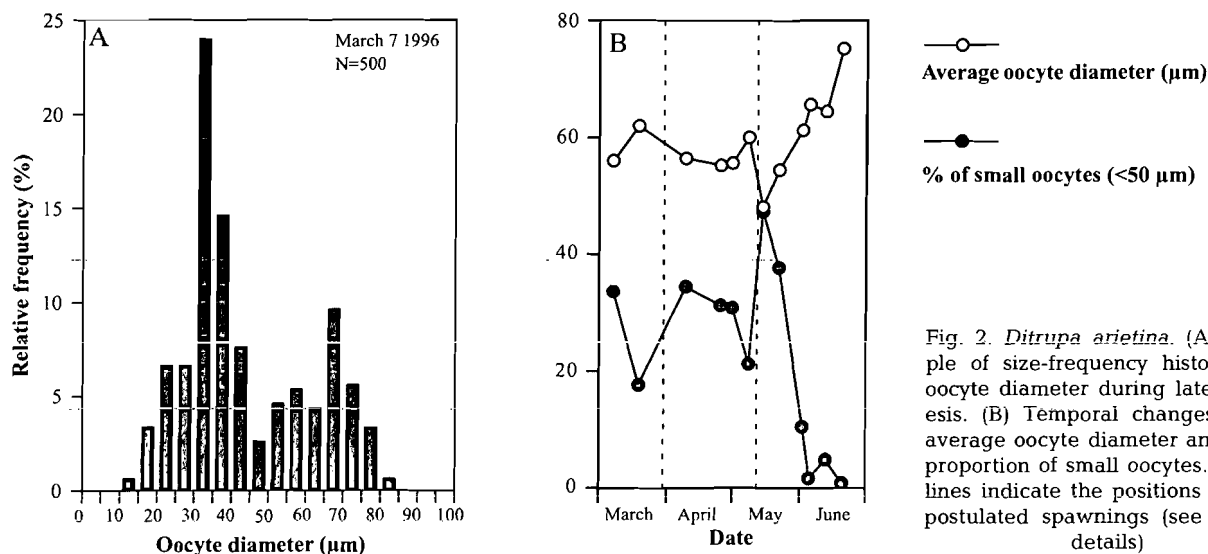 A
March 7 1996
N=500
Relative frequency (%)
25
20
15
10
5
0
0 10 20 30 40 50 60 70 80 90 100
Oocyte diameter (µm)
B
80
60
40
20
0
March April May June
Date
Average oocyte diameter (µm)
% of small oocytes (<50 µm)
Fig. 2. Ditrupa arietina. (A
ple of size-frequency histo
oocyte diameter during late
esis. (B) Temporal changes
average oocyte diameter an
proportion of small oocytes.
lines indicate the positions
postulated spawnings (see
details)